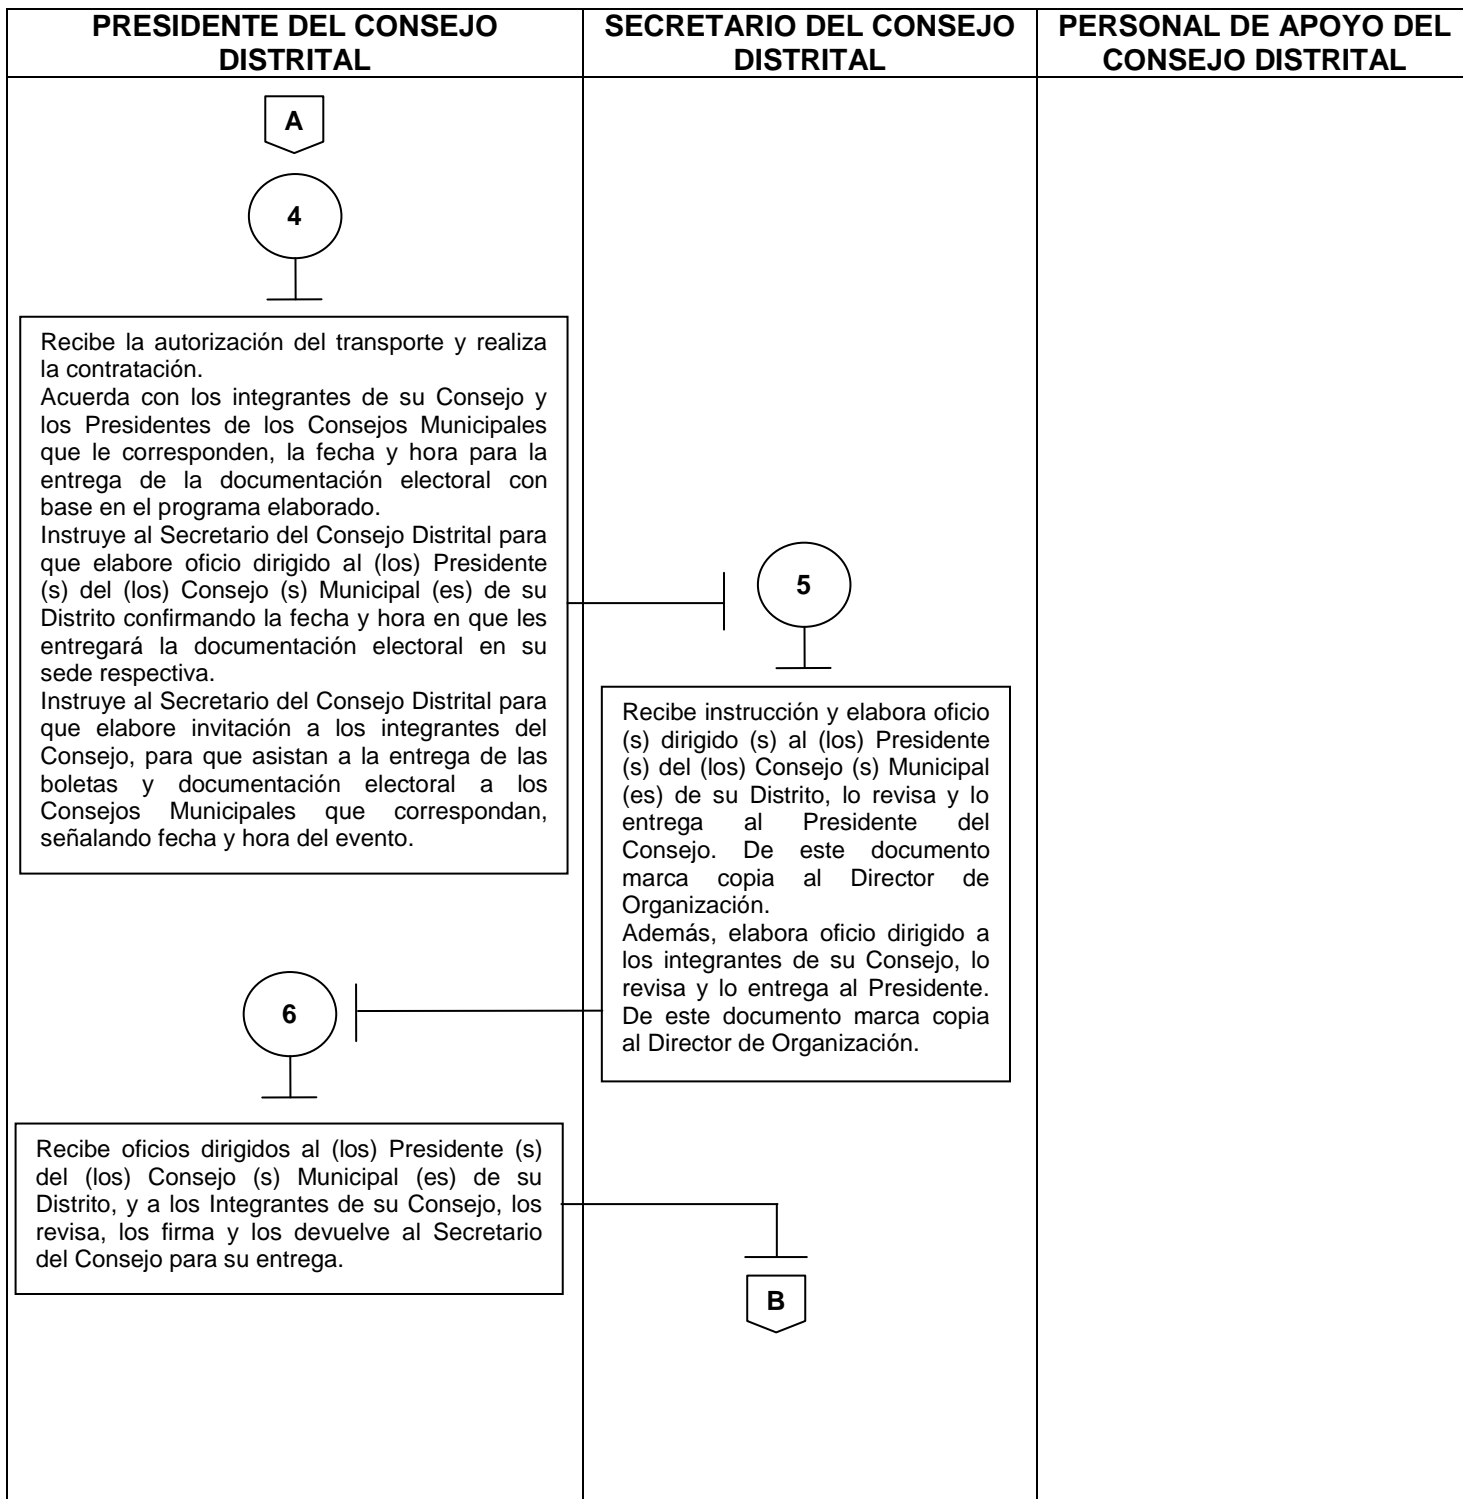 PRESIDENTE DEL CONSEJO
DISTRITAL
SECRETARIO DEL CONSEJO
DISTRITAL
PERSONAL DE APOYO DEL
CONSEJO DISTRITAL
A
4
Recibe la autorización del transporte y realiza
la contratación.
Acuerda con los integrantes de su Consejo y
los Presidentes de los Consejos Municipales
que le corresponden, la fecha y hora para la
entrega de la documentación electoral con
base en el programa elaborado.
Instruye al Secretario del Consejo Distrital para
que elabore oficio dirigido al (los) Presidente
(s) del (los) Consejo (s) Municipal (es) de su
Distrito confirmando la fecha y hora en que les
entregará la documentación electoral en su
sede respectiva.
Instruye al Secretario del Consejo Distrital para
que elabore invitación a los integrantes del
Consejo, para que asistan a la entrega de las
boletas y documentación electoral a los
Consejos Municipales que correspondan,
señalando fecha y hora del evento.
5
Recibe instrucción y elabora oficio
(s) dirigido (s) al (los) Presidente
(s) del (los) Consejo (s) Municipal
(es) de su Distrito, lo revisa y lo
entrega al Presidente del
Consejo. De este documento
marca copia al Director de
Organización.
Además, elabora oficio dirigido a
los integrantes de su Consejo, lo
revisa y lo entrega al Presidente.
De este documento marca copia
al Director de Organización.
6
Recibe oficios dirigidos al (los) Presidente (s)
del (los) Consejo (s) Municipal (es) de su
Distrito, y a los Integrantes de su Consejo, los
revisa, los firma y los devuelve al Secretario
del Consejo para su entrega.
B